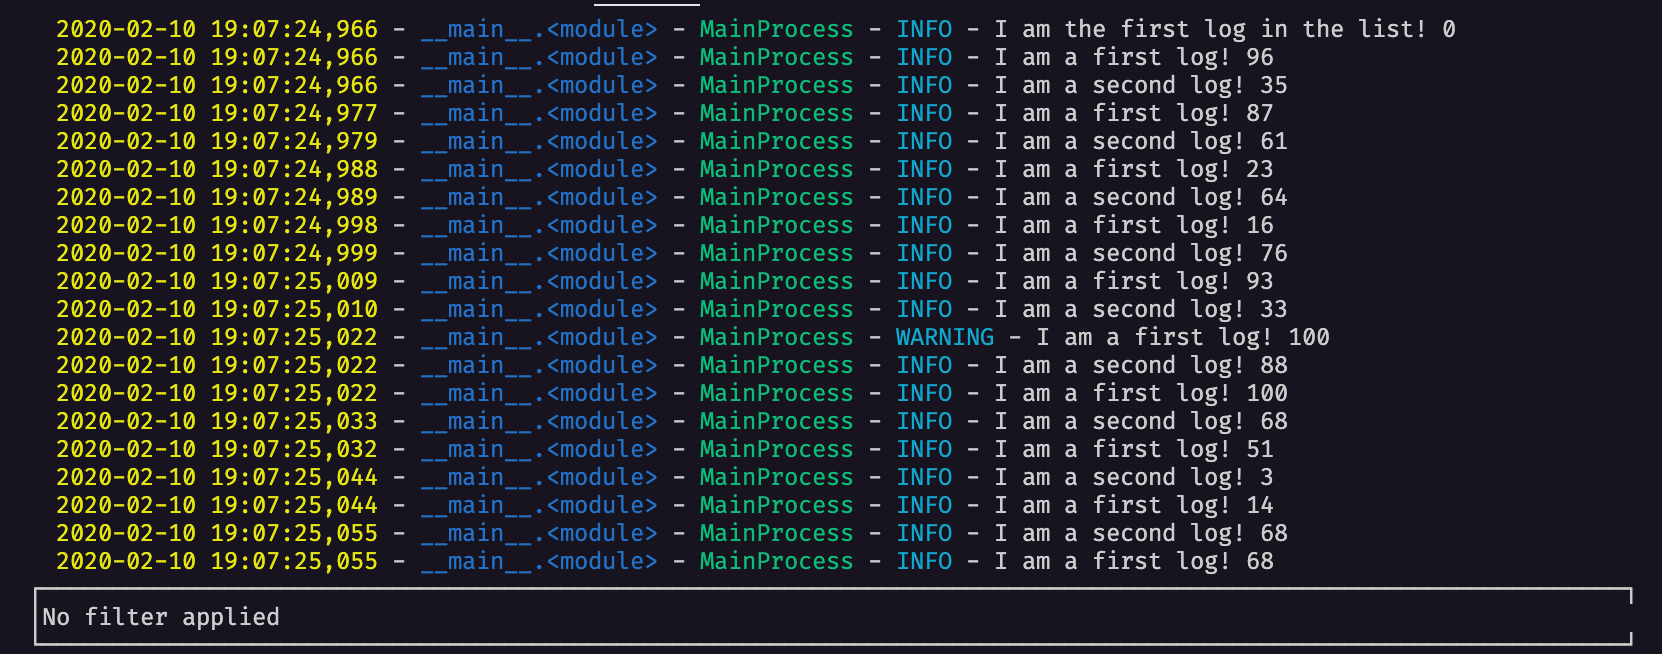 2020-02-10 19:07:24,966 - __main__.<module> - MainProcess - INFO - I am the first log in the list! 0
2020-02-10 19:07:24,966 - __main__.<module> - MainProcess - INFO - I am a first log! 96
2020-02-10 19:07:24,966 - __main__.<module> - MainProcess - INFO - I am a second log! 35
2020-02-10 19:07:24,977 - __main__.<module> - MainProcess - INFO - I am a first log! 87
2020-02-10 19:07:24,979 - __main__.<module> - MainProcess - INFO - I am a second log! 61
2020-02-10 19:07:24,988 - __main__.<module> - MainProcess - INFO - I am a first log! 23
2020-02-10 19:07:24,989 - __main__.<module> - MainProcess - INFO - I am a second log! 64
2020-02-10 19:07:24,998 - __main__.<module> - MainProcess - INFO - I am a first log! 16
2020-02-10 19:07:24,999 - __main__.<module> - MainProcess - INFO - I am a second log! 76
2020-02-10 19:07:25,009 - __main__.<module> - MainProcess - INFO - I am a first log! 93
2020-02-10 19:07:25,010 - __main__.<module> - MainProcess - INFO - I am a second log! 33
2020-02-10 19:07:25,022 - __main__.<module> - MainProcess - WARNING - I am a first log! 100
2020-02-10 19:07:25,022 - __main__.<module> - MainProcess - INFO - I am a second log! 88
2020-02-10 19:07:25,022 - __main__.<module> - MainProcess - INFO - I am a first log! 100
2020-02-10 19:07:25,033 - __main__.<module> - MainProcess - INFO - I am a second log! 68
2020-02-10 19:07:25,032 - __main__.<module> - MainProcess - INFO - I am a first log! 51
2020-02-10 19:07:25,044 - __main__.<module> - MainProcess - INFO - I am a second log! 3
2020-02-10 19:07:25,044 - __main__.<module> - MainProcess - INFO - I am a first log! 14
2020-02-10 19:07:25,055 - __main__.<module> - MainProcess - INFO - I am a second log! 68
2020-02-10 19:07:25,055 - __main__.<module> - MainProcess - INFO - I am a first log! 68
No filter applied